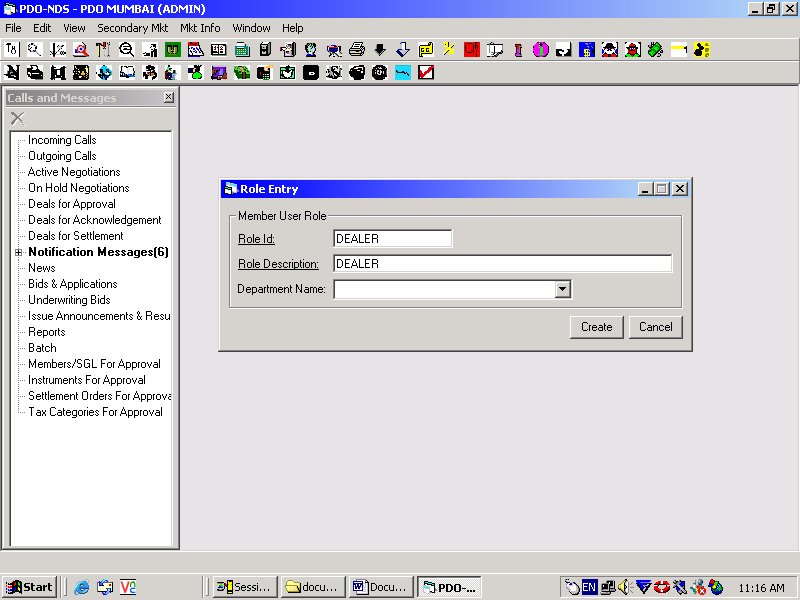 PDO-NDS - PDO MUMBAI (ADMIN)
File Edit View Secondary Mkt Mkt Info Window Help
Calls and Messages
Incoming Calls
Outgoing Calls
Active Negotiations
On Hold Negotiations
Deals for Approval
Deals for Acknowledgement
Deals for Settlement
Notification Messages(6)
News
Bids & Applications
Underwriting Bids
Issue Announcements & Resu
Reports
Batch
Members/SGL For Approval
Instruments For Approval
Settlement Orders For Approva
Tax Categories For Approval
Role Entry
Member User Role
Role Id: DEALER
Role Description: DEALER
Department Name:
Create Cancel
Start Sessi... docu... Docu... PDO-... EN 11:16 AM